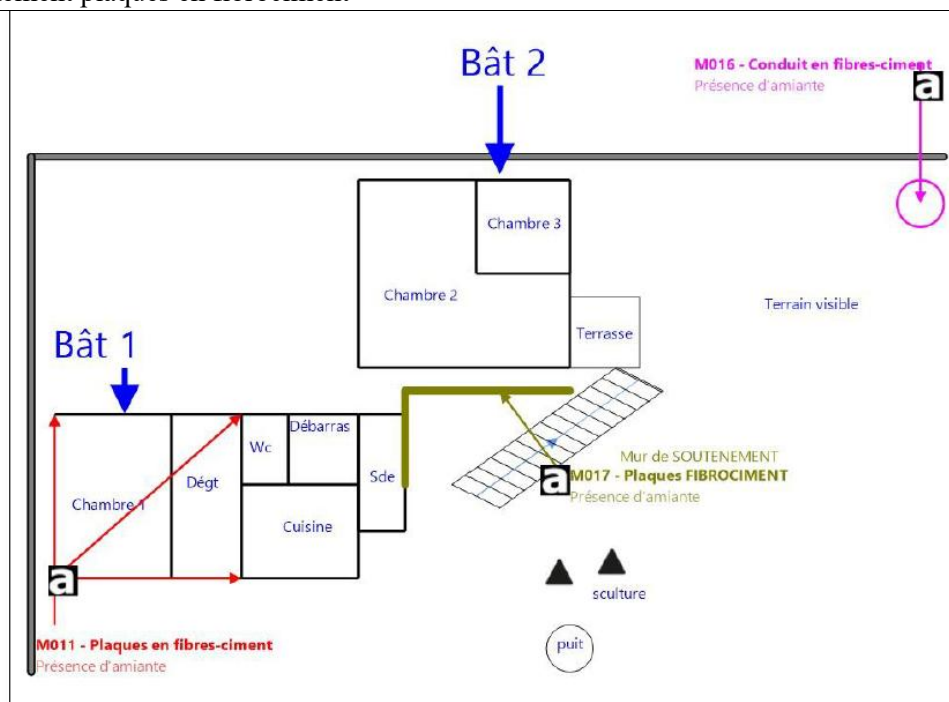 Bât 2
M016 - Conduit en fibres-ciment
Présence d'amiante
a
Chambre 3
Chambre 2
Terrain visible
Terrasse
Bât 1
Wc
Débarras
Sde
Dégt
Chambre 1
Cuisine
Mur de SOUTENEMENT
a
M017 - Plaques FIBROCIMENT
Présence d'amiante
a
sculture
M011 - Plaques en fibres-ciment
Présence d'amiante
puit